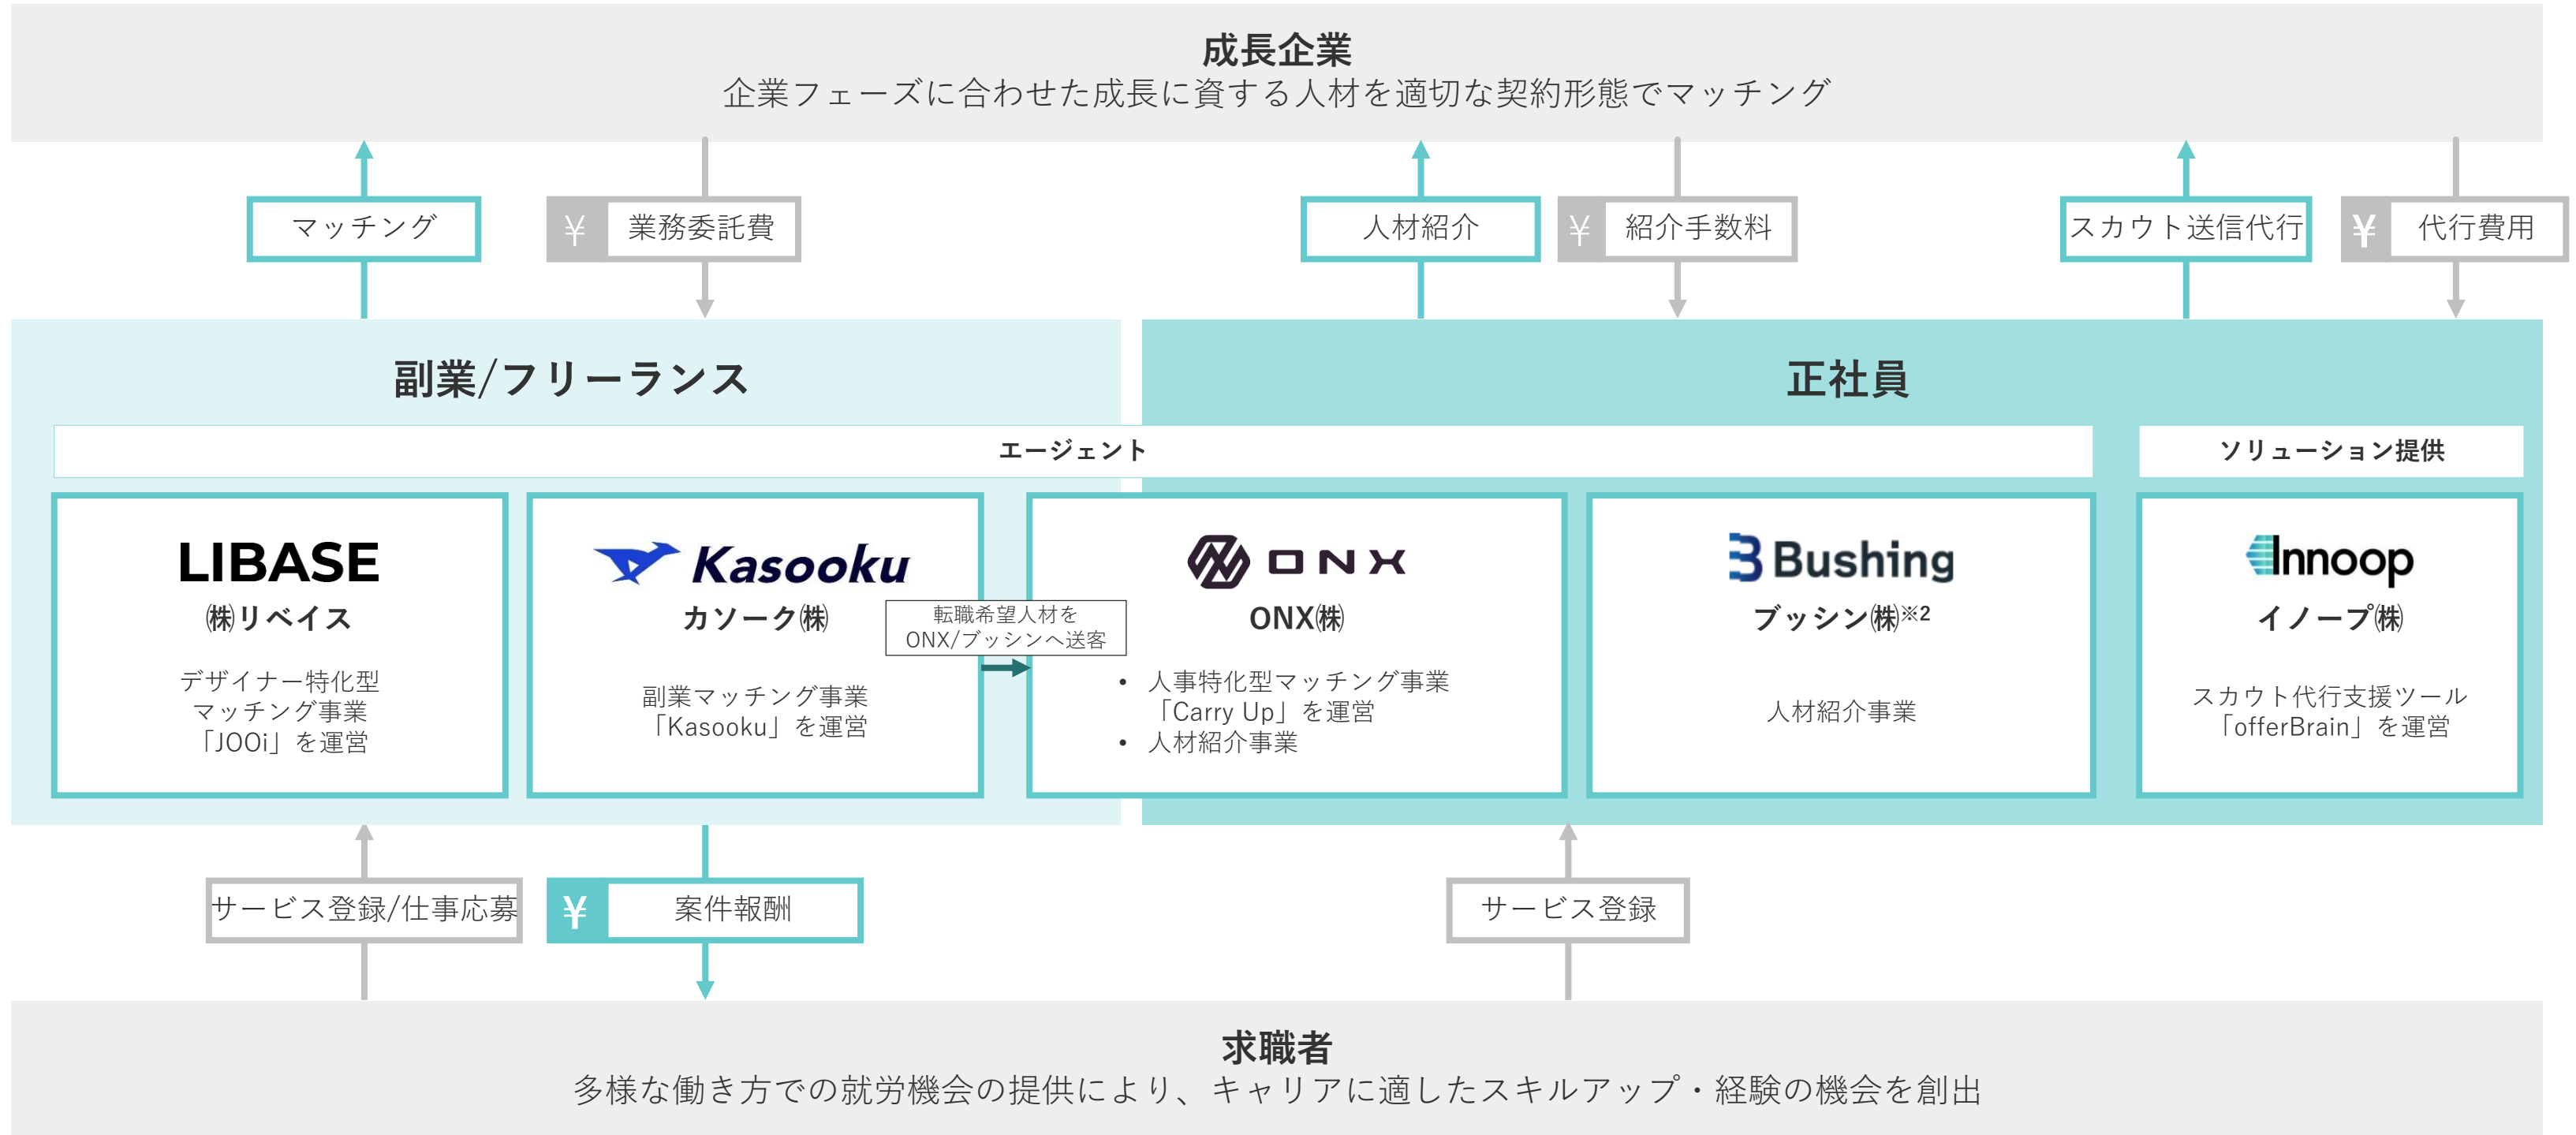 成長企業
企業フェーズに合わせた成長に資する人材を適切な契約形態でマッチング
マッチング
¥ 業務委託費
人材紹介
¥ 紹介手数料
スカウト送信代行
¥ 代行費用
副業/フリーランス
正社員
エージェント
ソリューション提供
LIBASE
㈱リベイス
デザイナー特化型
マッチング事業
「JOOi」を運営
Kasooku
カソーク㈱
副業マッチング事業
「Kasooku」を運営
転職希望人材を
ONX/ブッシンへ送客
ONX
ONX㈱
• 人事特化型マッチング事業
「Carry Up」を運営
• 人材紹介事業
Bushing
ブッシン㈱※2
人材紹介事業
Innoop
イノープ㈱
スカウト代行支援ツール
「offerBrain」を運営
サービス登録/仕事応募
¥ 案件報酬
サービス登録
求職者
多様な働き方での就労機会の提供により、キャリアに適したスキルアップ・経験の機会を創出